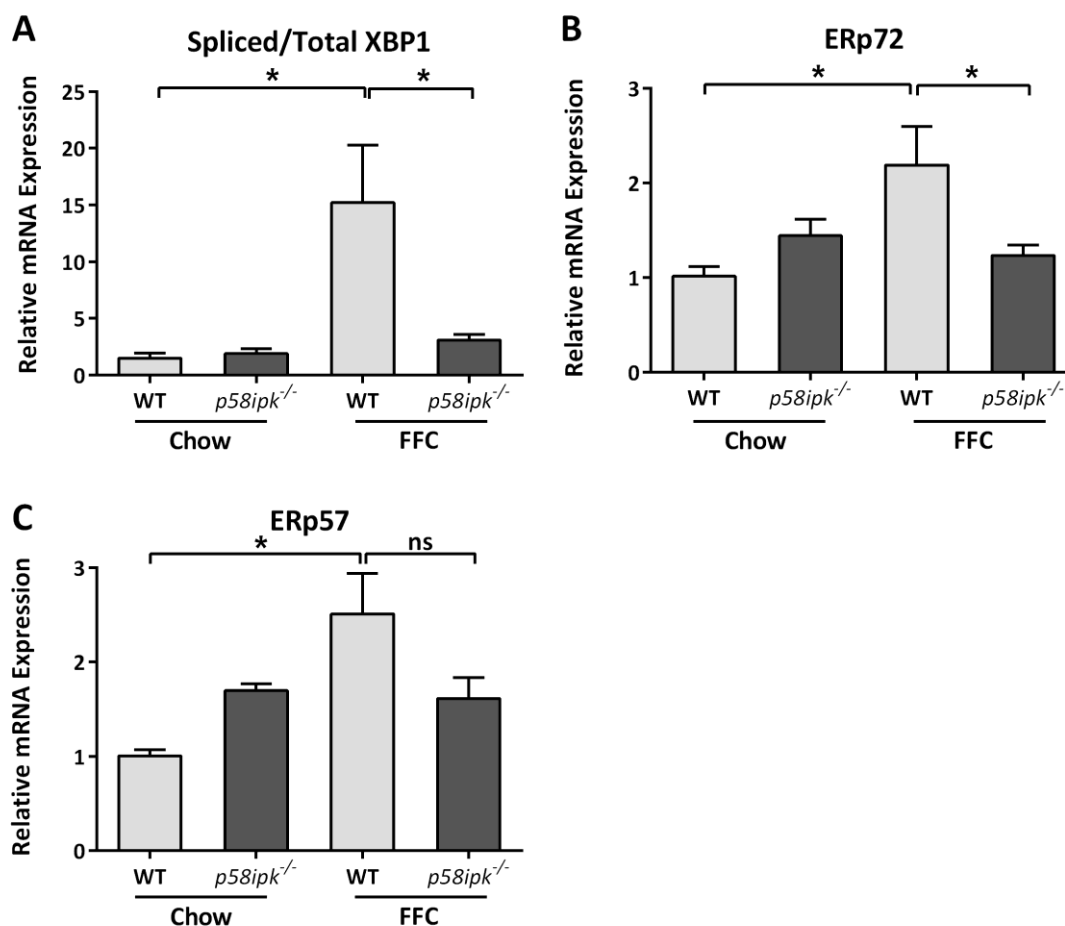 A
Spliced/Total XBP1
* *
Relative mRNA Expression
25
20
15
10
5
0
WT p58ipk-/- WT p58ipk-/-
Chow FFC
B
ERp72
* *
Relative mRNA Expression
3
2
1
0
WT p58ipk-/- WT p58ipk-/-
Chow FFC
C
ERp57
* ns
Relative mRNA Expression
3
2
1
0
WT p58ipk-/- WT p58ipk-/-
Chow FFC